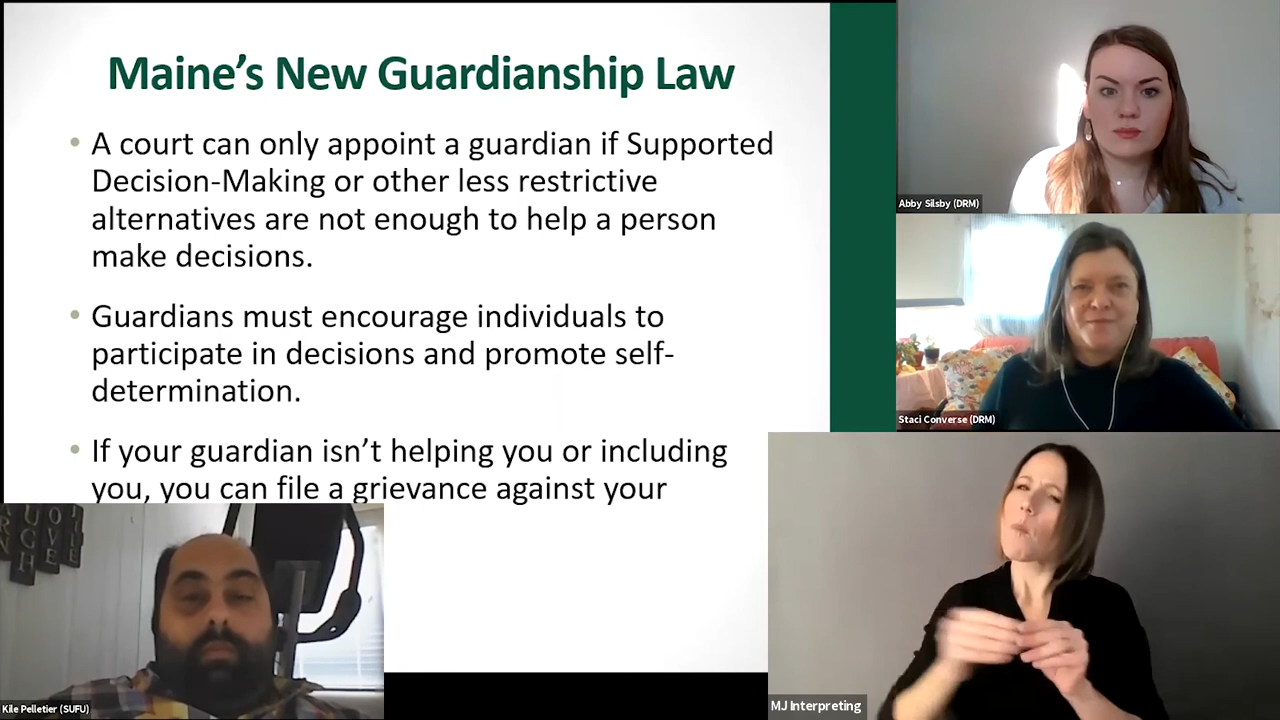 Maine's New Guardianship Law
• A court can only appoint a guardian if Supported
Decision-Making or other less restrictive
alternatives are not enough to help a person
make decisions.
• Guardians must encourage individuals to
participate in decisions and promote self-
determination.
• If your guardian isn't helping you or including
you, you can file a grievance against your
Abby Silsby (DRM)
Staci Converse (DRM)
Kile Pelletier (SUFU)
MJ Interpreting